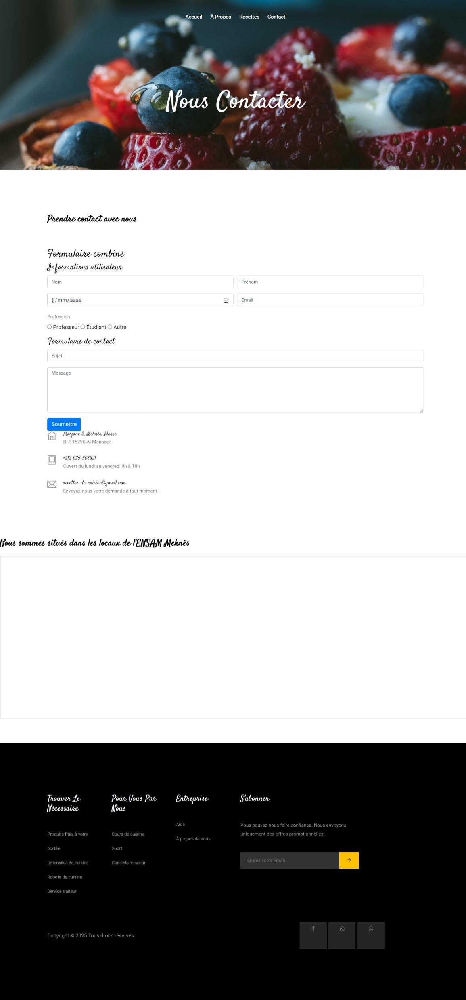 Accueil À Propos Recettes Contact
Nous Contacter
Prendre contact avec nous
Formulaire combiné
Informations utilisateur
Nom
Prénom
jj/mm/aaaa
Email
Profession
Professeur Étudiant Autre
Formulaire de contact
Sujet
Message
Soumettre
Marjane 2, Meknès, Maroc
B.P. 15290 Al-Mansour
+212 625-508821
Ouvert du lundi au vendredi 9h à 18h
recettes_de_cuisine@gmail.com
Envoyez-nous votre demande à tout moment !
Nous sommes situés dans les locaux de l'ENSAM Meknès
Trouver Le
Nécessaire
Produits frais à votre
portée
Ustensiles de cuisine
Robots de cuisine
Service traiteur
Pour Vous Par
Nous
Cours de cuisine
Sport
Conseils minceur
Entreprise
Aide
À propos de nous
S'abonner
Vous pouvez nous faire confiance. Nous envoyons
uniquement des offres promotionnelles.
Entrez votre email
Copyright © 2025 Tous droits réservés.